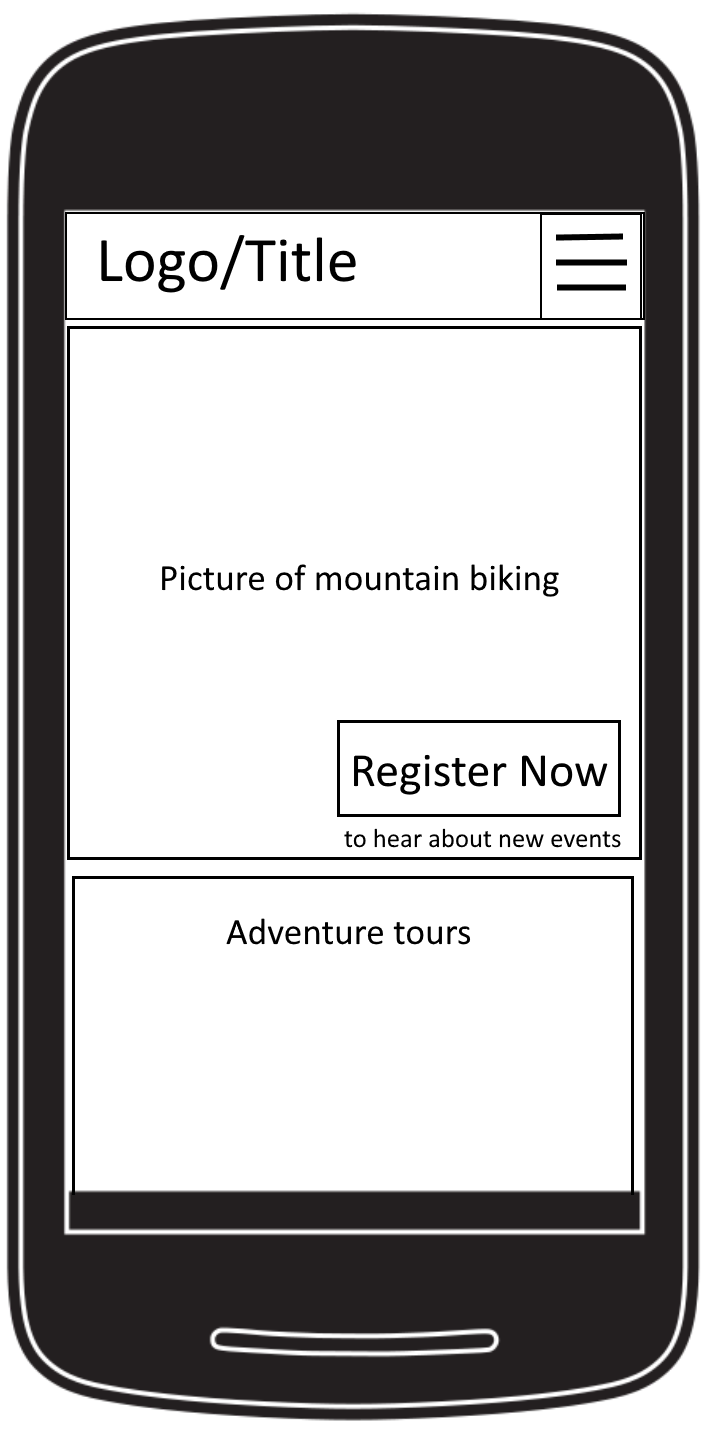 Logo/Title
Picture of mountain biking
Register Now
to hear about new events
Adventure tours